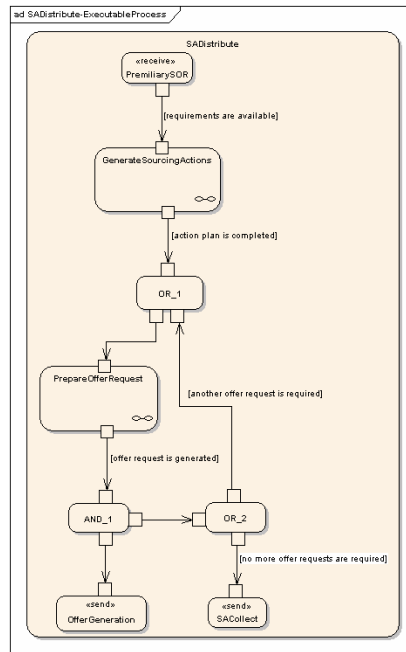 ad SADistribute-ExecutableProcess
SADistribute
«receive»
PremiliarySOR
[requirements are available]
GenerateSourcingActions
[action plan is completed]
OR_1
PrepareOfferRequest
[another offer request is required]
[offer request is generated]
AND_1
OR_2
[no more offer requests are required]
«send»
OfferGeneration
«send»
SACollect